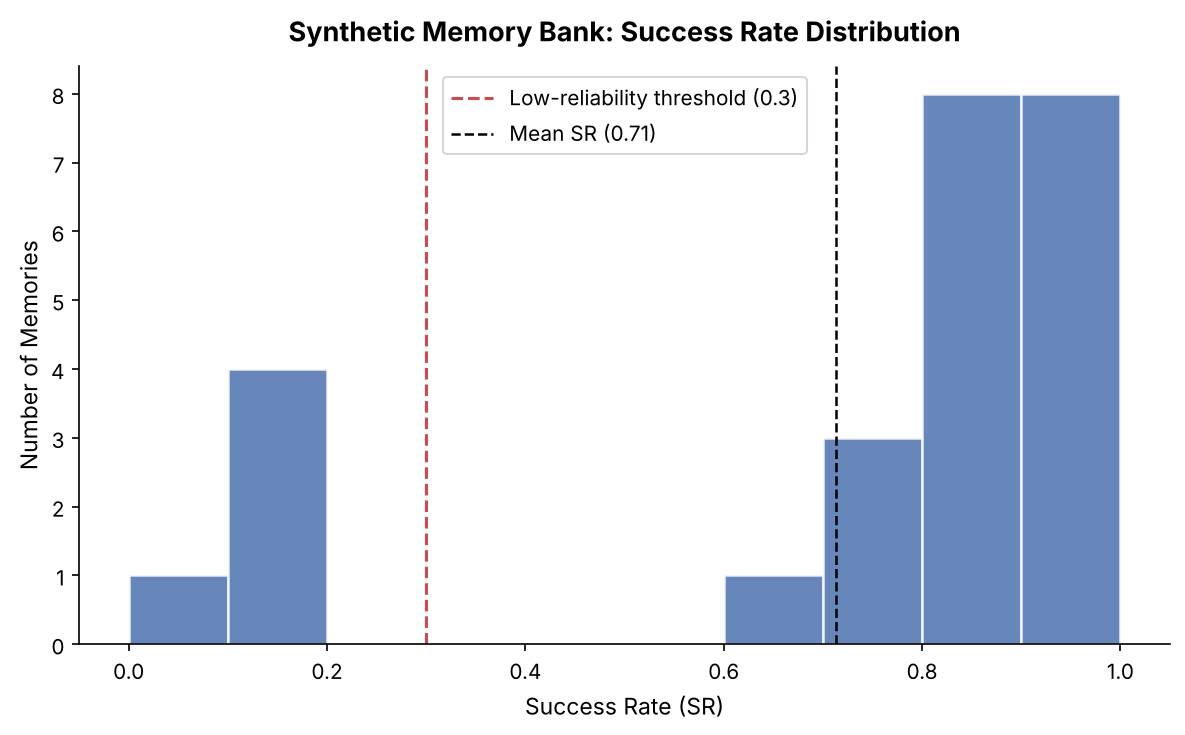 Synthetic Memory Bank: Success Rate Distribution
Low-reliability threshold (0.3)
Mean SR (0.71)
Number of Memories
8
7
6
5
4
3
2
1
0
0.0 0.2 0.4 0.6 0.8 1.0
Success Rate (SR)